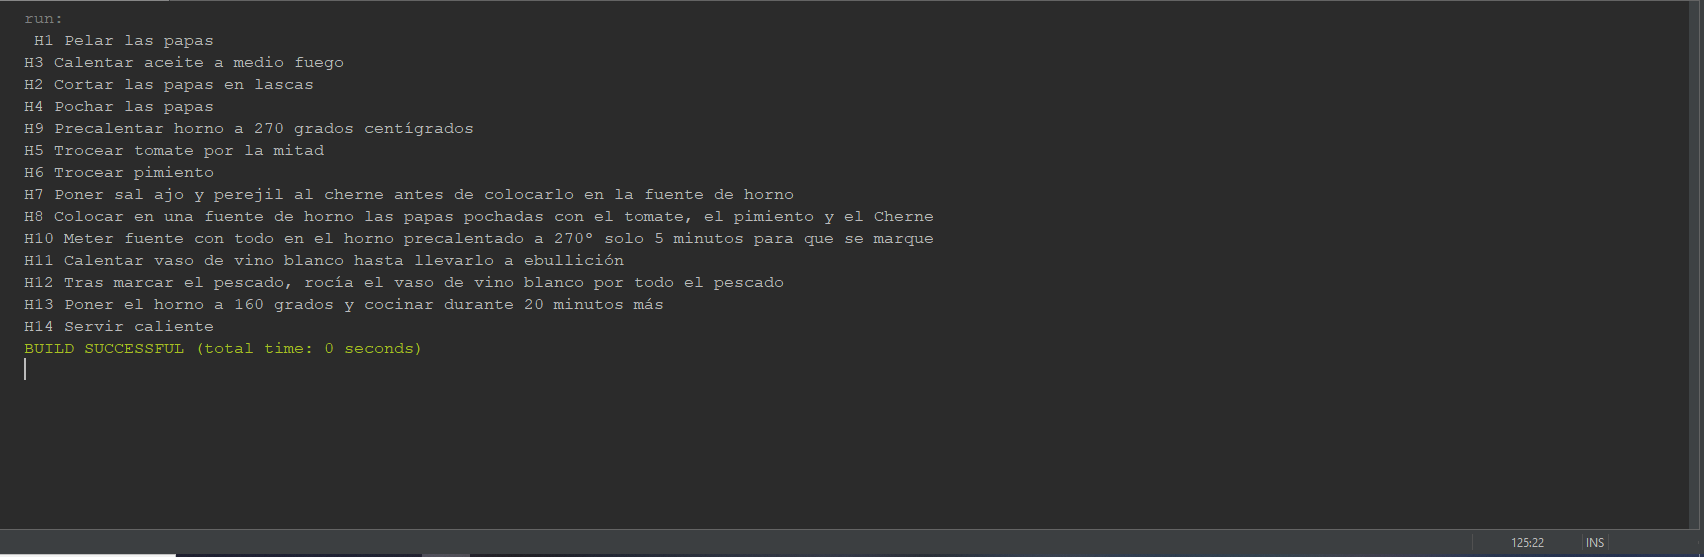 run:
H1 Pelar las papas
H3 Calentar aceite a medio fuego
H2 Cortar las papas en lascas
H4 Pochar las papas
H9 Precalentar horno a 270 grados centígrados
H5 Trocear tomate por la mitad
H6 Trocear pimiento
H7 Poner sal ajo y perejil al cherne antes de colocarlo en la fuente de horno
H8 Colocar en una fuente de horno las papas pochadas con el tomate, el pimiento y el Cherne
H10 Meter fuente con todo en el horno precalentado a 270º solo 5 minutos para que se marque
H11 Calentar vaso de vino blanco hasta llevarlo a ebullición
H12 Tras marcar el pescado, rocía el vaso de vino blanco por todo el pescado
H13 Poner el horno a 160 grados y cocinar durante 20 minutos más
H14 Servir caliente
BUILD SUCCESSFUL (total time: 0 seconds)
125:22 INS